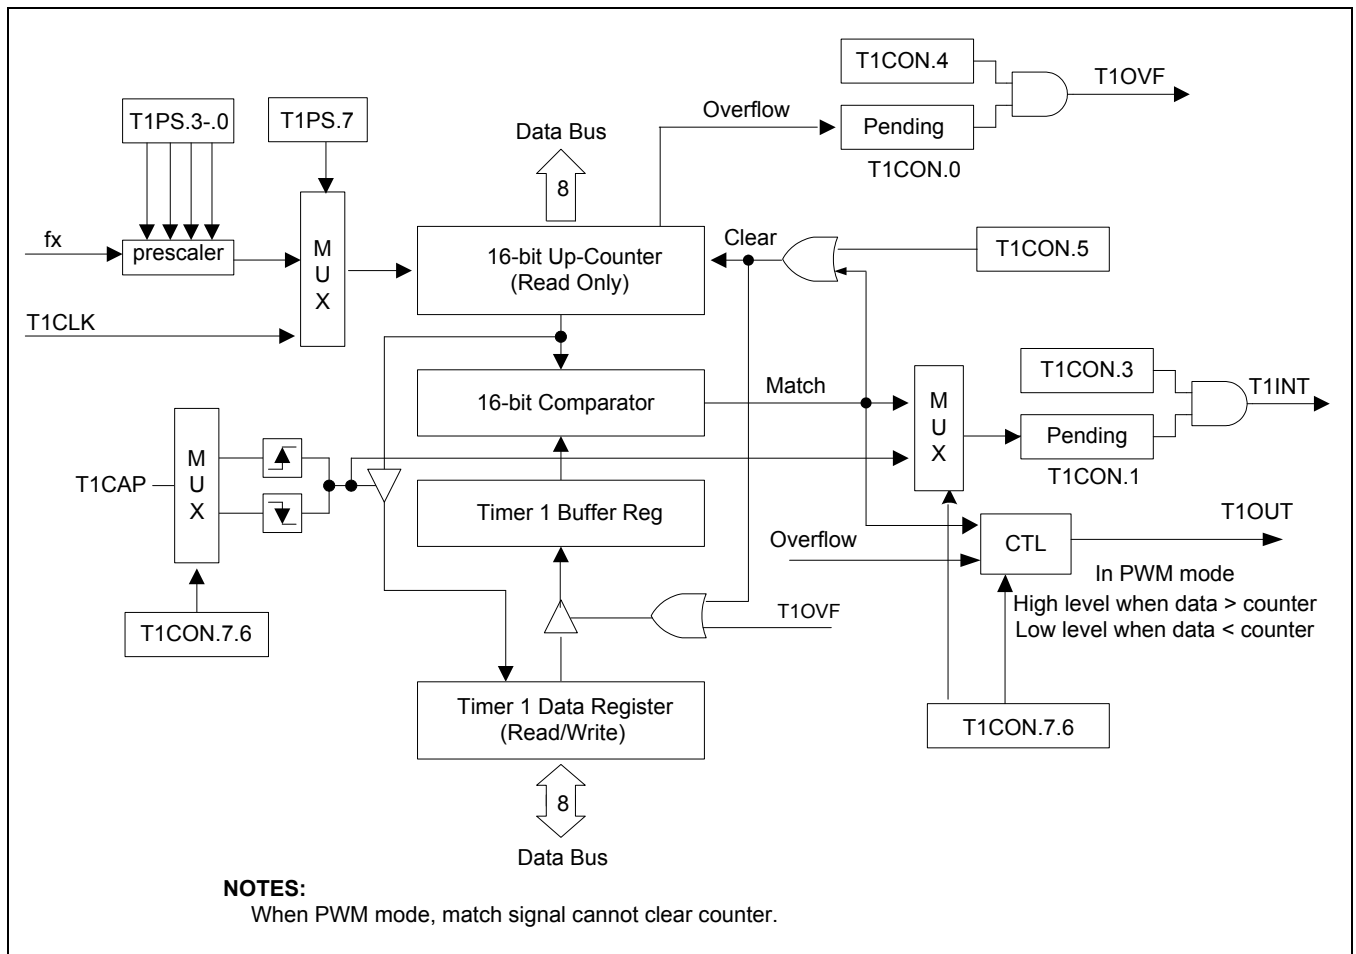 T1CON.4
T1OVF
Overflow
Pending
T1CON.0
T1PS.3-.0
T1PS.7
Data Bus
8
fx
prescaler
M
U
X
T1CLK
16-bit Up-Counter
(Read Only)
Clear
T1CON.5
16-bit Comparator
Match
M
U
X
T1CON.3
T1INT
Pending
T1CON.1
T1CAP
M
U
X
T1CON.7.6
Timer 1 Buffer Reg
Overflow
CTL
T1OUT
In PWM mode
High level when data > counter
Low level when data < counter
T1OVF
Timer 1 Data Register
(Read/Write)
T1CON.7.6
8
Data Bus
NOTES:
When PWM mode, match signal cannot clear counter.